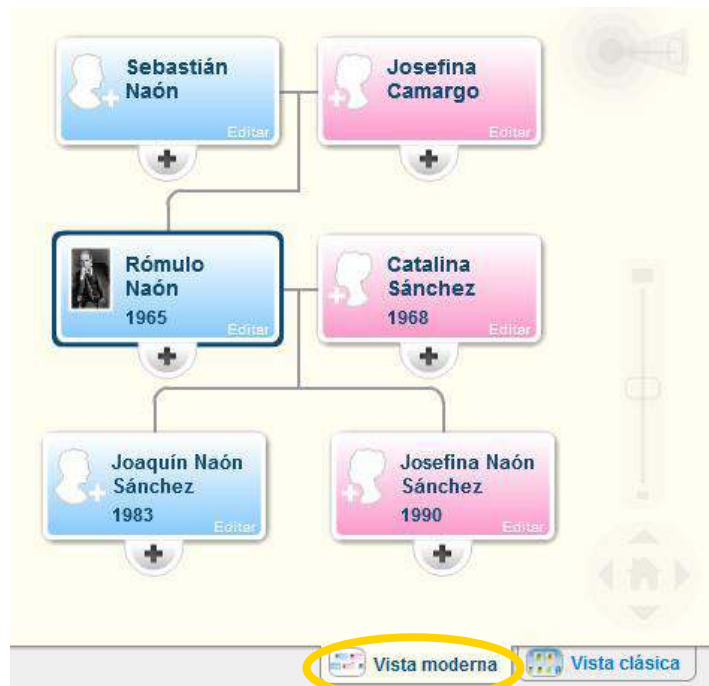 Sebastián
Naón
Editar
Josefina
Camargo
Editar
Rómulo
Naón
1965
Editar
Catalina
Sánchez
1968
Editar
Joaquín Naón
Sánchez
1983
Editar
Josefina Naón
Sánchez
1990
Editar
Vista moderna
Vista clásica